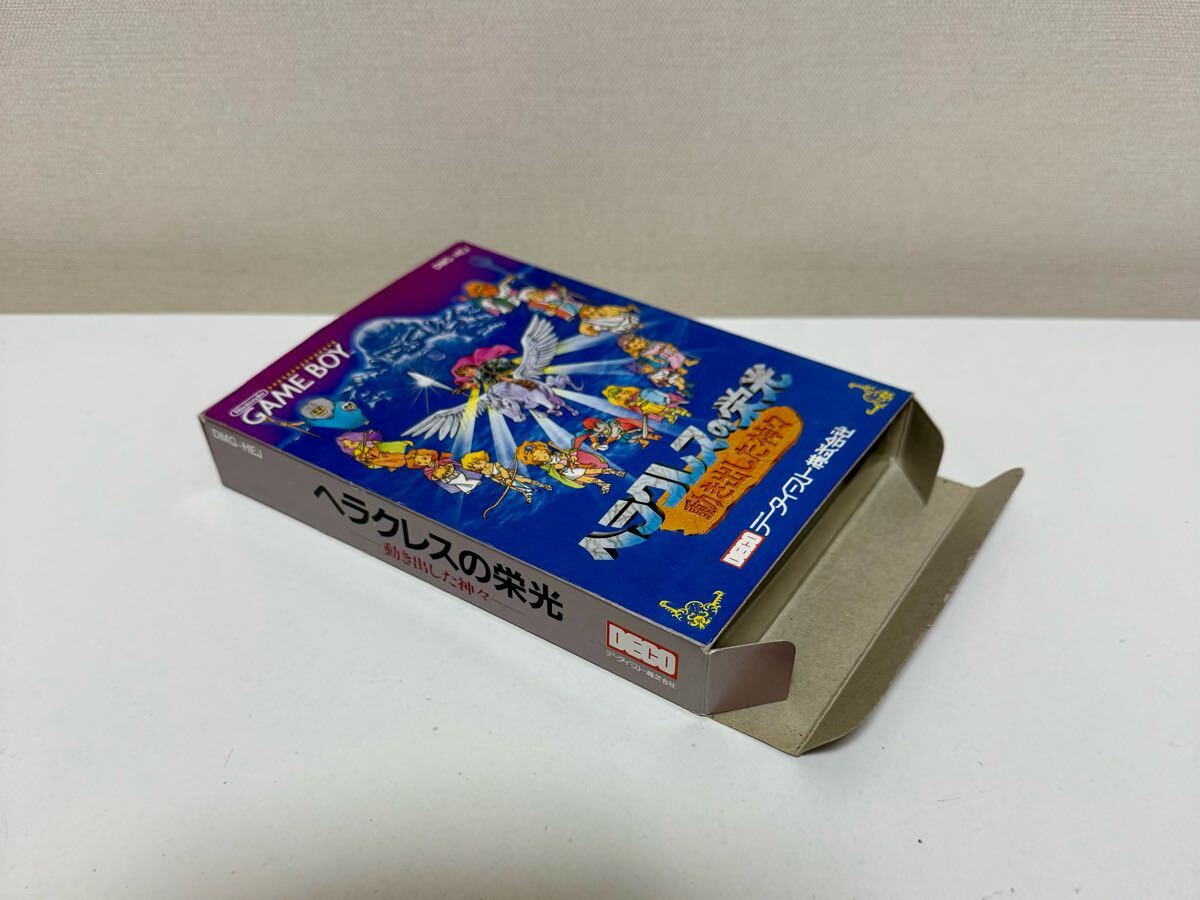 DMG-HEJ
Nintendo
GAME BOY
ヘラクレスの栄光
動き出した神々
DECO データイースト株式会社
DMG-HEJ
ヘラクレスの栄光
動き出した神々
DECO
データイースト株式会社